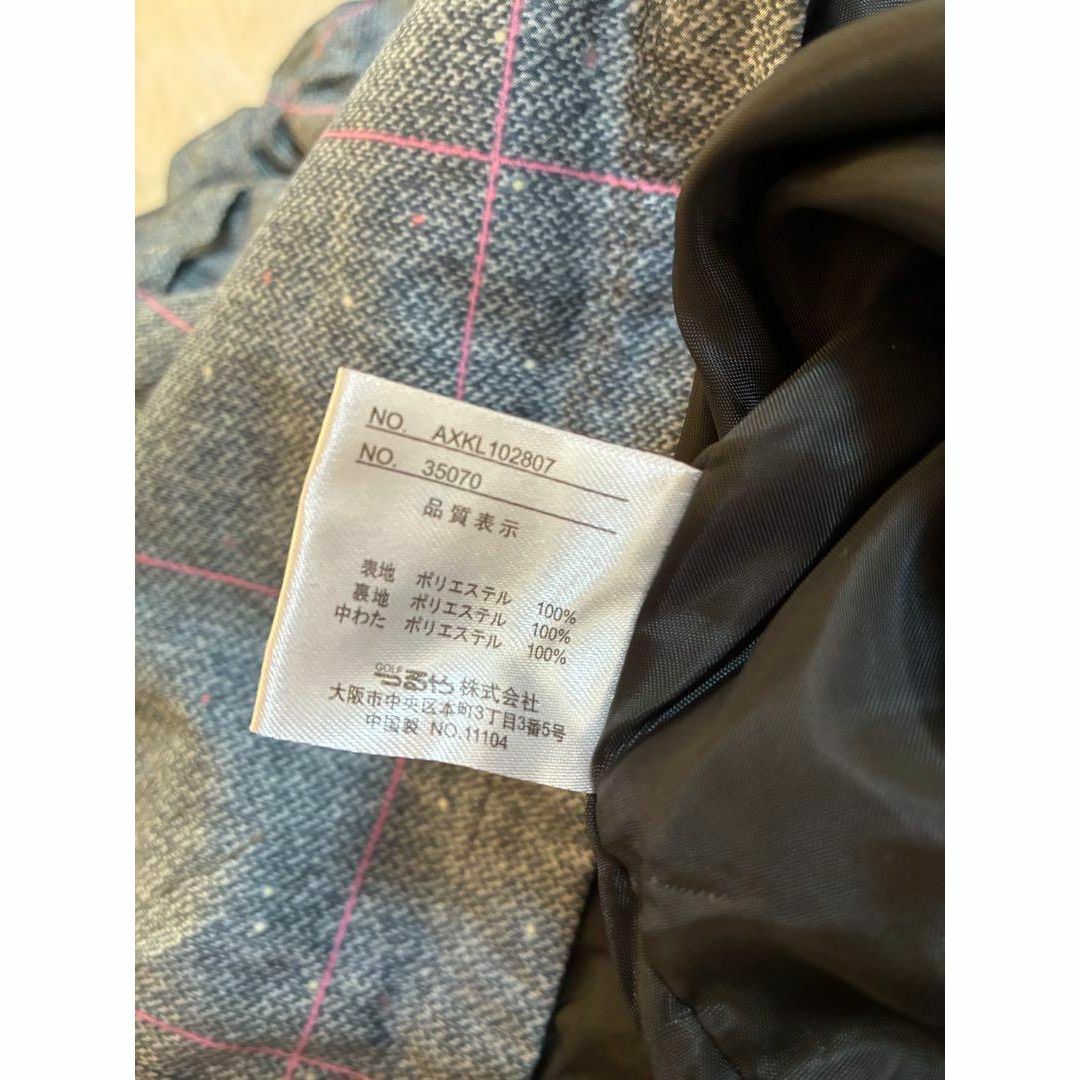 NO. AXKL102807
NO. 35070
品質表示
表地 ポリエステル 100%
裏地 ポリエステル 100%
中わた ポリエステル 100%
GOLF
つるや株式会社
大阪市中央区本町3丁目3番5号
中国製 NO.11104